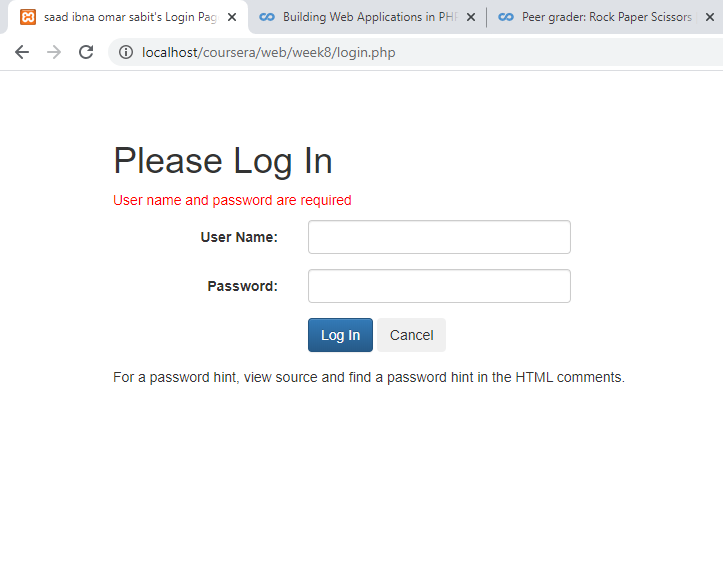 saad ibna omar sabit's Login Pag
Building Web Applications in PHP
Peer grader: Rock Paper Scissors
localhost/coursera/web/week8/login.php
Please Log In
User name and password are required
User Name:
Password:
Log In Cancel
For a password hint, view source and find a password hint in the HTML comments.